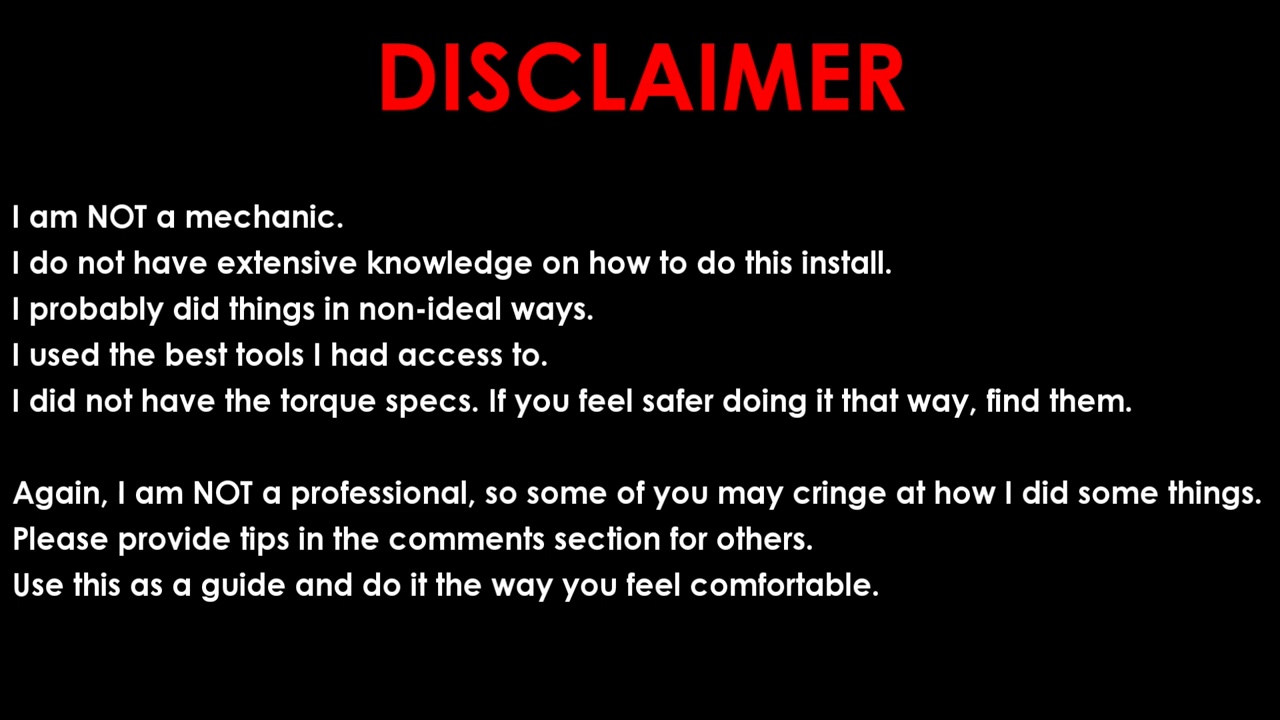 DISCLAIMER
I am NOT a mechanic.
I do not have extensive knowledge on how to do this install.
I probably did things in non-ideal ways.
I used the best tools I had access to.
I did not have the torque specs. If you feel safer doing it that way, find them.
Again, I am NOT a professional, so some of you may cringe at how I did some things.
Please provide tips in the comments section for others.
Use this as a guide and do it the way you feel comfortable.